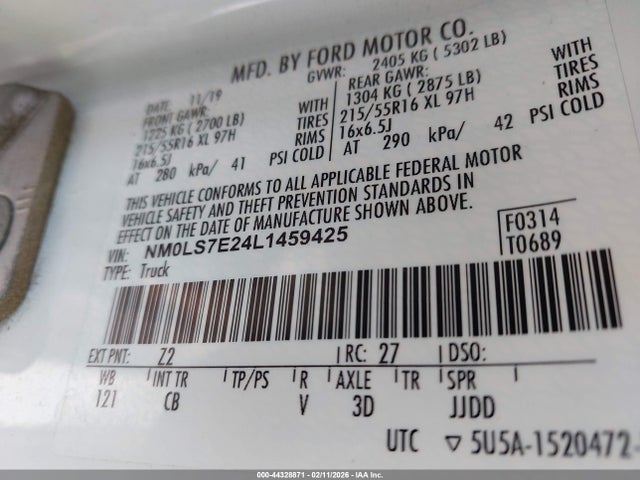 MFD. BY FORD MOTOR CO.
DATE: 11/19 GVWR: 2405 KG (5302 LB)
FRONT GAWR: WITH REAR GAWR: WITH
1225 KG (2700 LB) TIRES 1304 KG (2875 LB) TIRES
215/55R16 XL 97H RIMS 215/55R16 XL 97H RIMS
16x6.5J PSI COLD 16x6.5J PSI COLD
AT 280 kPa/ 41 AT 290 kPa/ 42
THIS VEHICLE CONFORMS TO ALL APPLICABLE FEDERAL MOTOR
VEHICLE SAFETY AND THEFT PREVENTION STANDARDS IN
EFFECT ON THE DATE OF MANUFACTURE SHOWN ABOVE.
VIN: NM0LS7E24L1459425 F0314
TYPE: Truck T0689
EXT PNT: Z2 RC: 27 DSO:
WB INT TR TP/PS R AXLE TR SPR
121 CB V 3D JJDD
UTC ▽ 5U5A-1520472-
000-44328871 - 02/11/2026 - IAA Inc.